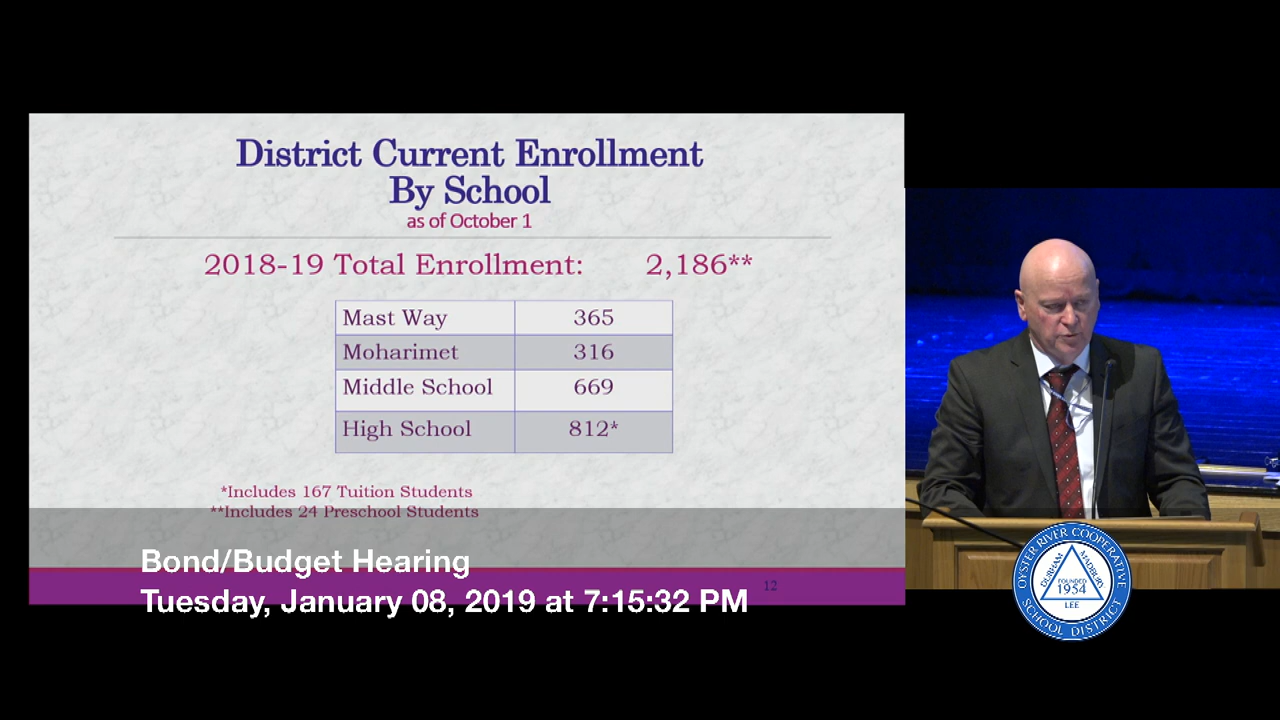 District Current Enrollment
By School
as of October 1
2018-19 Total Enrollment: 2,186**
Mast Way 365
Moharimet 316
Middle School 669
High School 812*
*Includes 167 Tuition Students
**Includes 24 Preschool Students
12
Bond/Budget Hearing
Tuesday, January 08, 2019 at 7:15:32 PM
OYSTER RIVER COOPERATIVE
SCHOOL DISTRICT
DURHAM
MADBURY
FOUNDED
1954
LEE